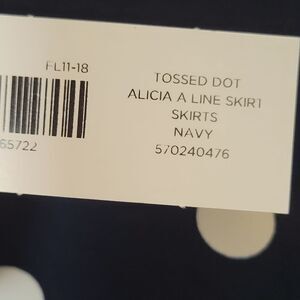 FL11-18
65722
TOSSED DOT
ALICIA A LINE SKIRT
SKIRTS
NAVY
570240476